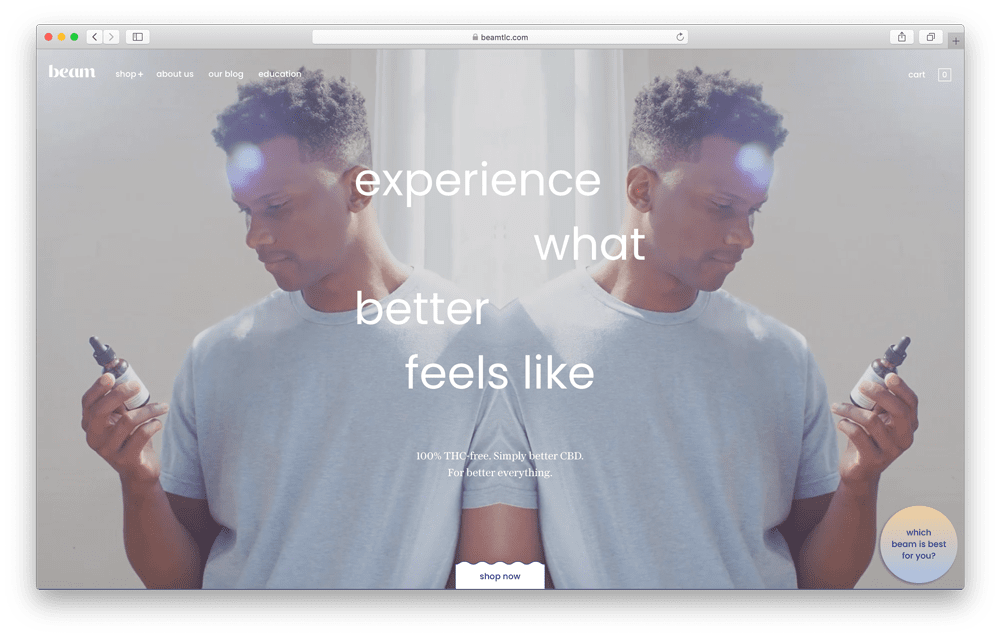 beamtlc.com
beam shop + about us our blog education cart 0
experience
what
better
feels like
100% THC-free. Simply better CBD.
For better everything.
which
beam is best
for you?
shop now